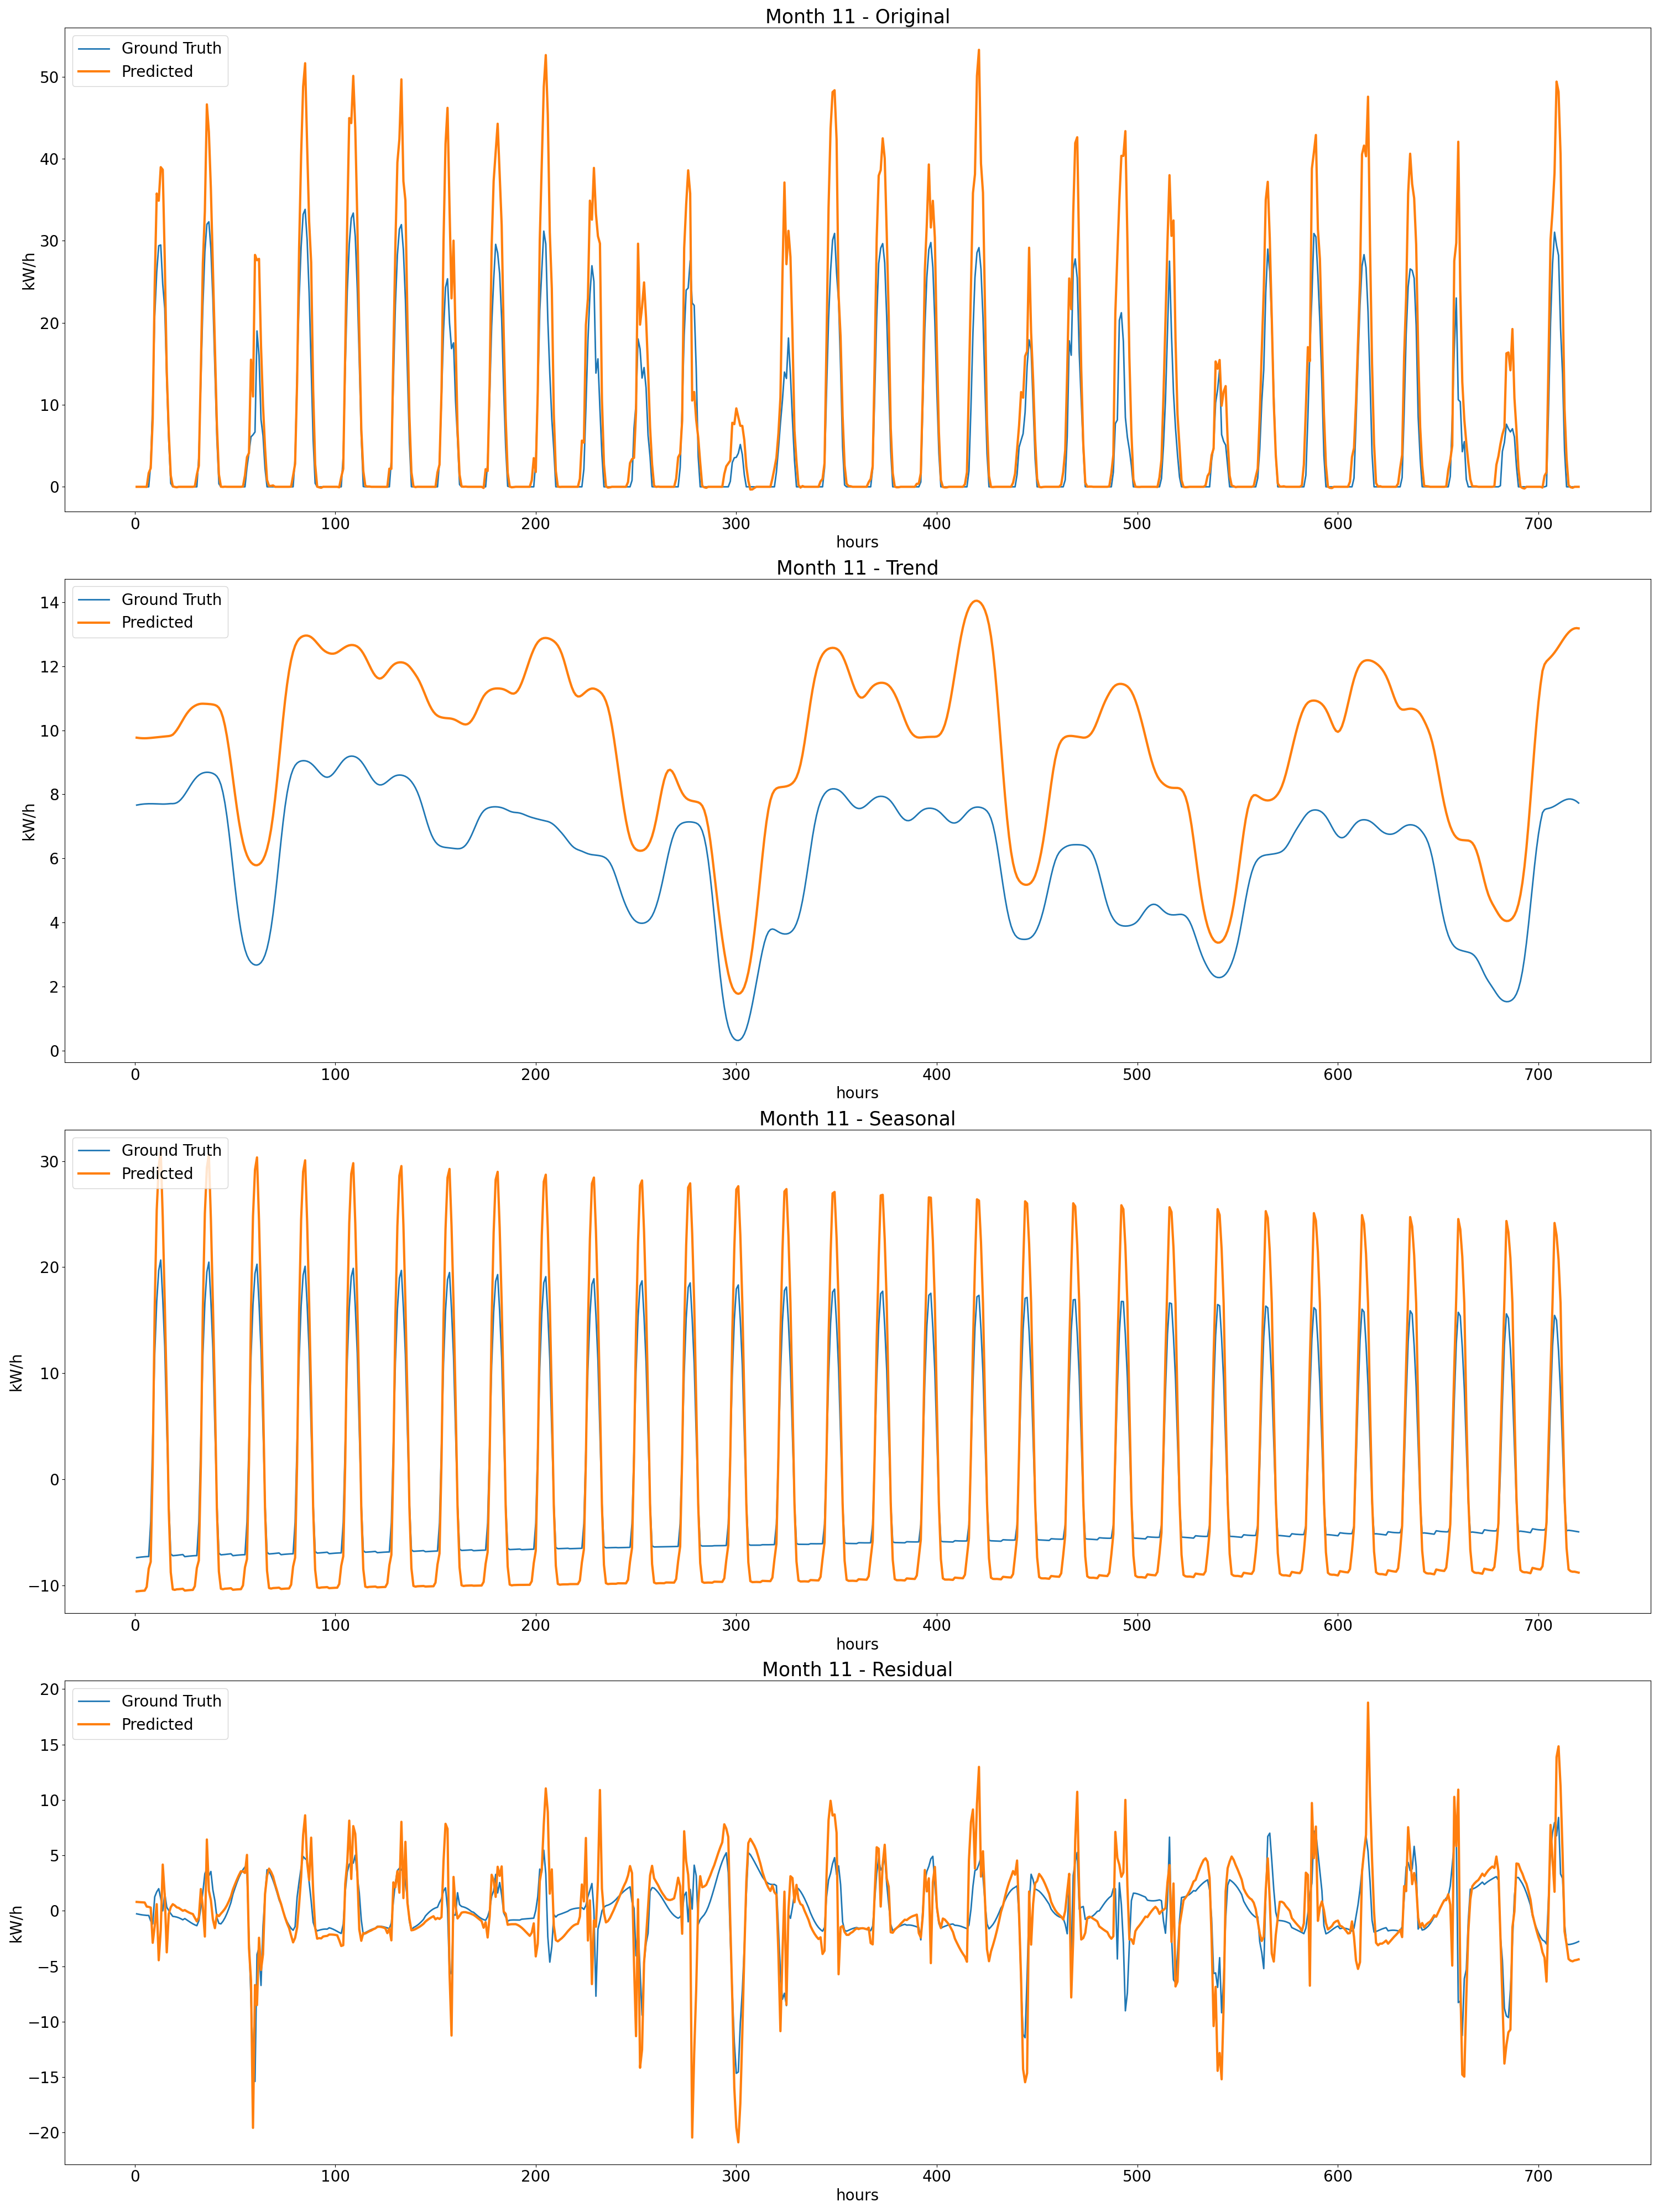 Month 11 - Original
Ground Truth
Predicted
50
40
30
20
10
0
kW/h
0 100 200 300 400 500 600 700
hours
Month 11 - Trend
Ground Truth
Predicted
14
12
10
8
6
4
2
0
kW/h
0 100 200 300 400 500 600 700
hours
Month 11 - Seasonal
Ground Truth
Predicted
30
20
10
0
−10
kW/h
0 100 200 300 400 500 600 700
hours
Month 11 - Residual
Ground Truth
Predicted
20
15
10
5
0
−5
−10
−15
−20
kW/h
0 100 200 300 400 500 600 700
hours